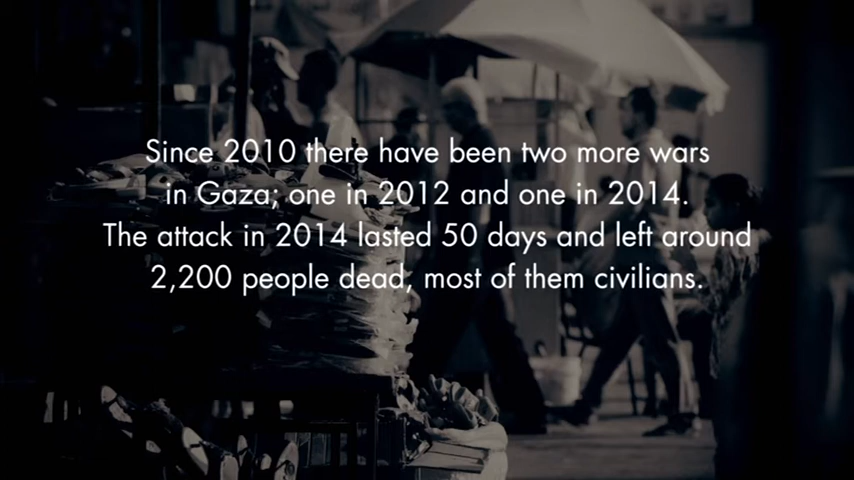 Since 2010 there have been two more wars
in Gaza; one in 2012 and one in 2014.
The attack in 2014 lasted 50 days and left around
2,200 people dead, most of them civilians.